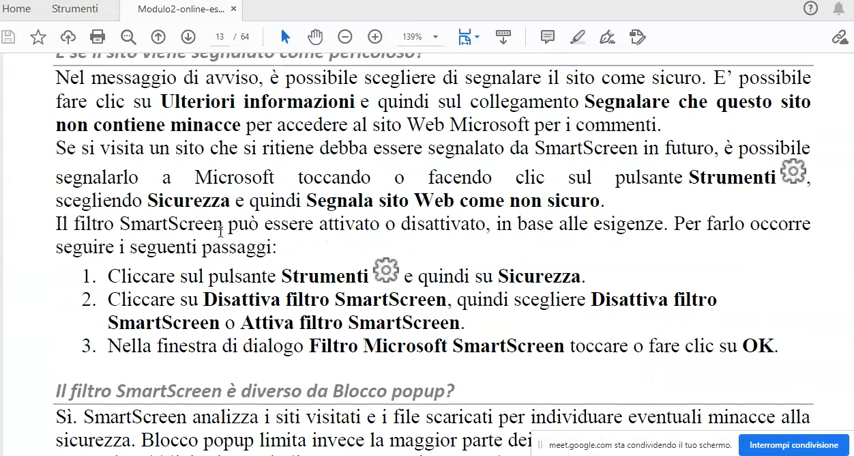 Home Strumenti Modulo2-online-es... ×
13 / 64 139%
E se il sito viene segnalato come pericoloso?
Nel messaggio di avviso, è possibile scegliere di segnalare il sito come sicuro. E’ possibile
fare clic su Ulteriori informazioni e quindi sul collegamento Segnalare che questo sito
non contiene minacce per accedere al sito Web Microsoft per i commenti.
Se si visita un sito che si ritiene debba essere segnalato da SmartScreen in futuro, è possibile
segnalarlo a Microsoft toccando o facendo clic sul pulsante Strumenti ,
scegliendo Sicurezza e quindi Segnala sito Web come non sicuro.
Il filtro SmartScreen può essere attivato o disattivato, in base alle esigenze. Per farlo occorre
seguire i seguenti passaggi:
1. Cliccare sul pulsante Strumenti e quindi su Sicurezza.
2. Cliccare su Disattiva filtro SmartScreen, quindi scegliere Disattiva filtro
SmartScreen o Attiva filtro SmartScreen.
3. Nella finestra di dialogo Filtro Microsoft SmartScreen toccare o fare clic su OK.
Il filtro SmartScreen è diverso da Blocco popup?
Sì. SmartScreen analizza i siti visitati e i file scaricati per individuare eventuali minacce alla
sicurezza. Blocco popup limita invece la maggior parte dei
meet.google.com sta condividendo il tuo schermo. Interrompi condivisione